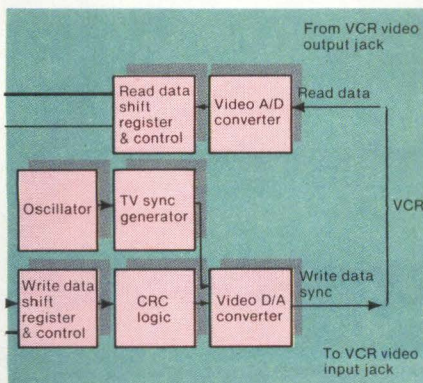 From VCR video
output jack
Read data
shift
register
& control
Video A/D
converter
Read data
Oscillator
TV sync
generator
VCR
Write data
shift
register
& control
CRC
logic
Video D/A
converter
Write data
sync
To VCR video
input jack